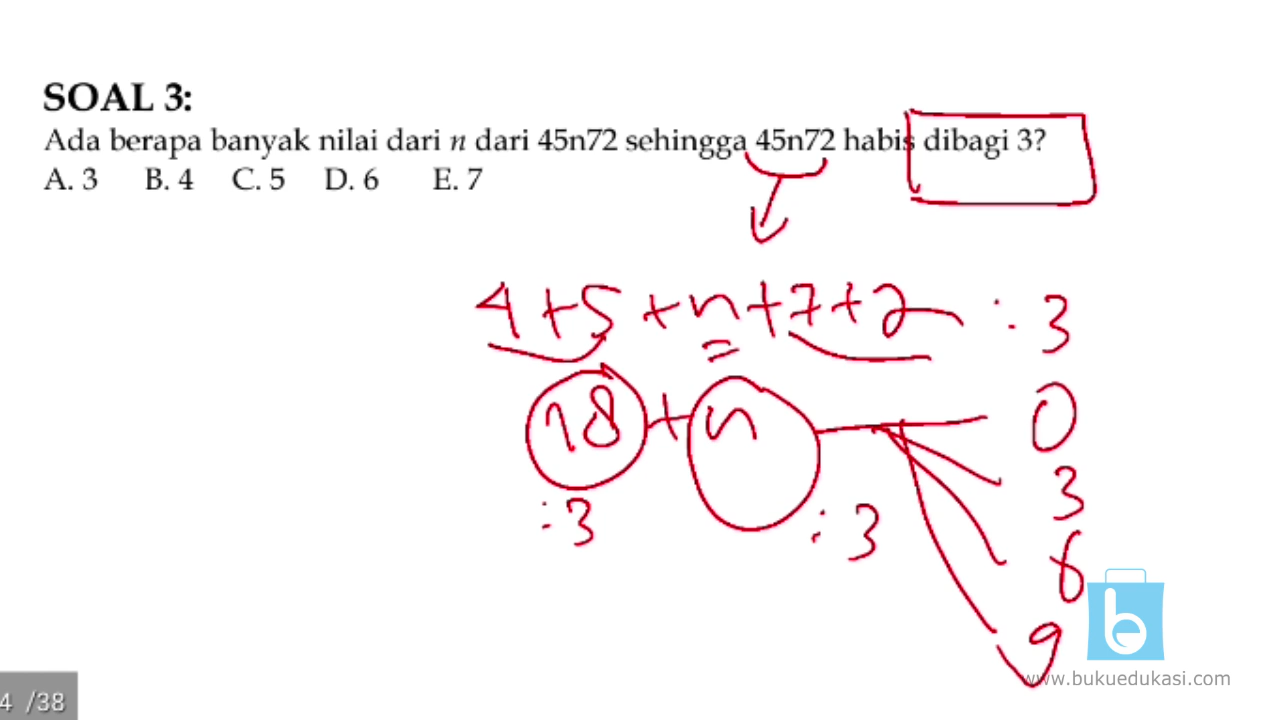 SOAL 3:
Ada berapa banyak nilai dari n dari 45n72 sehingga 45n72 habis dibagi 3?
A. 3 B. 4 C. 5 D. 6 E. 7
4+5+n+7+2 : 3
18+n 0
3
:3 :3
6
9
be
www.bukuedukasi.com
4 /38